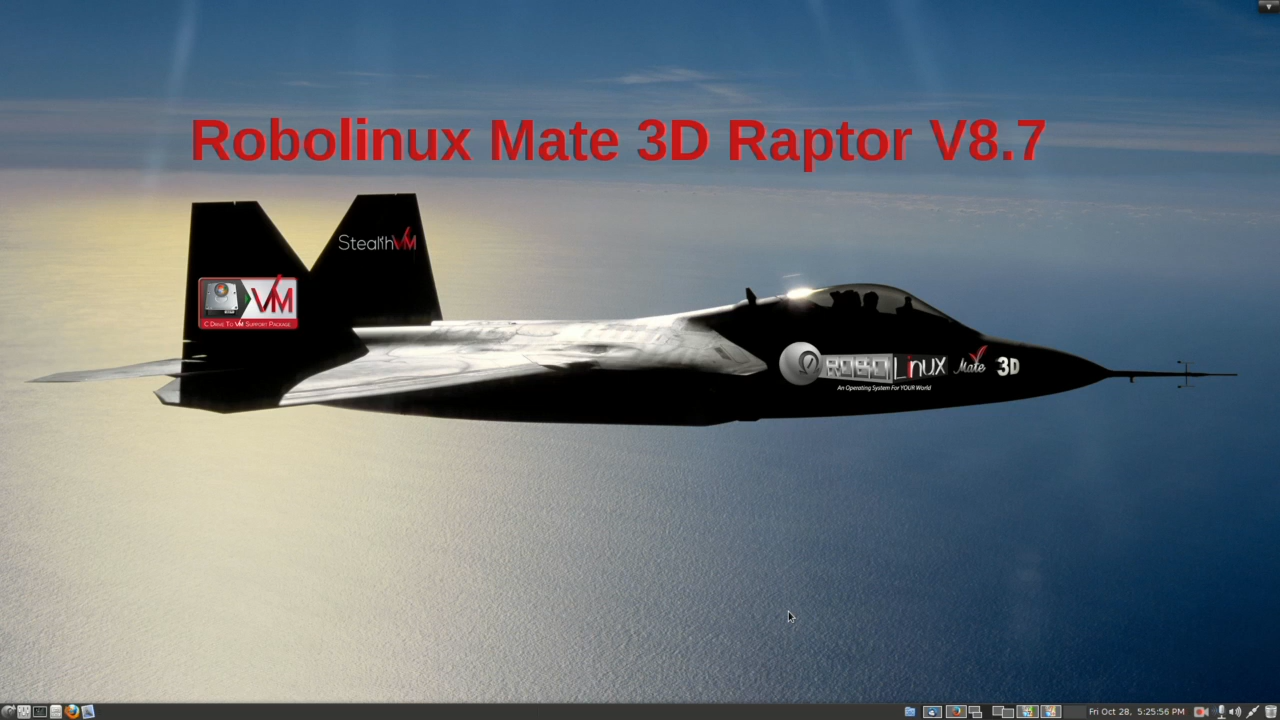 Robolinux Mate 3D Raptor V8.7
StealthVM
VM
C Drive To VM Support Package
ROBOLinux Mate 3D
An Operating System For YOUR World
Fri Oct 28, 5:25:56 PM